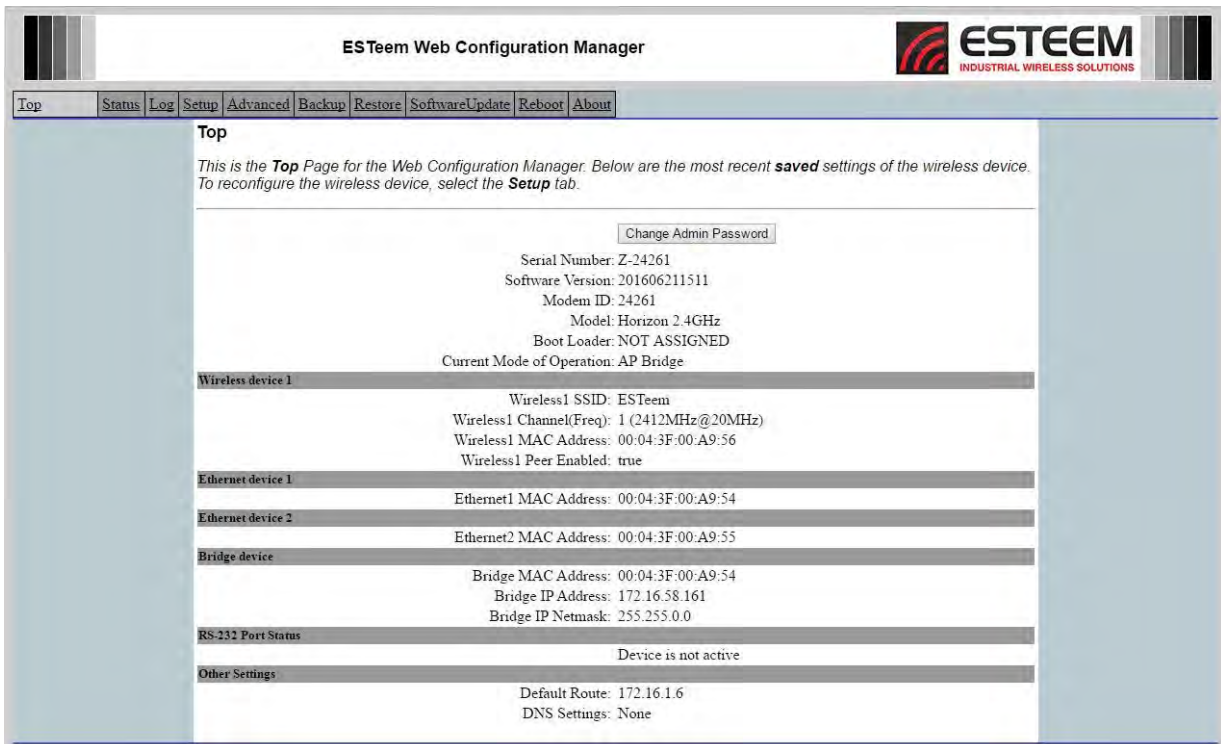 ESTeem Web Configuration Manager
ESTEEM
INDUSTRIAL WIRELESS SOLUTIONS
Top Status Log Setup Advanced Backup Restore SoftwareUpdate Reboot About
Top
This is the Top Page for the Web Configuration Manager. Below are the most recent saved settings of the wireless device.
To reconfigure the wireless device, select the Setup tab.
Change Admin Password
Serial Number: Z-24261
Software Version: 201606211511
Modem ID: 24261
Model: Horizon 2.4GHz
Boot Loader: NOT ASSIGNED
Current Mode of Operation: AP Bridge
Wireless device 1
Wireless1 SSID: ESTeem
Wireless1 Channel(Freq): 1 (2412MHz@20MHz)
Wireless1 MAC Address: 00:04:3F:00:A9:56
Wireless1 Peer Enabled: true
Ethernet device 1
Ethernet1 MAC Address: 00:04:3F:00:A9:54
Ethernet device 2
Ethernet2 MAC Address: 00:04:3F:00:A9:55
Bridge device
Bridge MAC Address: 00:04:3F:00:A9:54
Bridge IP Address: 172.16.58.161
Bridge IP Netmask: 255.255.0.0
RS-232 Port Status
Device is not active
Other Settings
Default Route: 172.16.1.6
DNS Settings: None